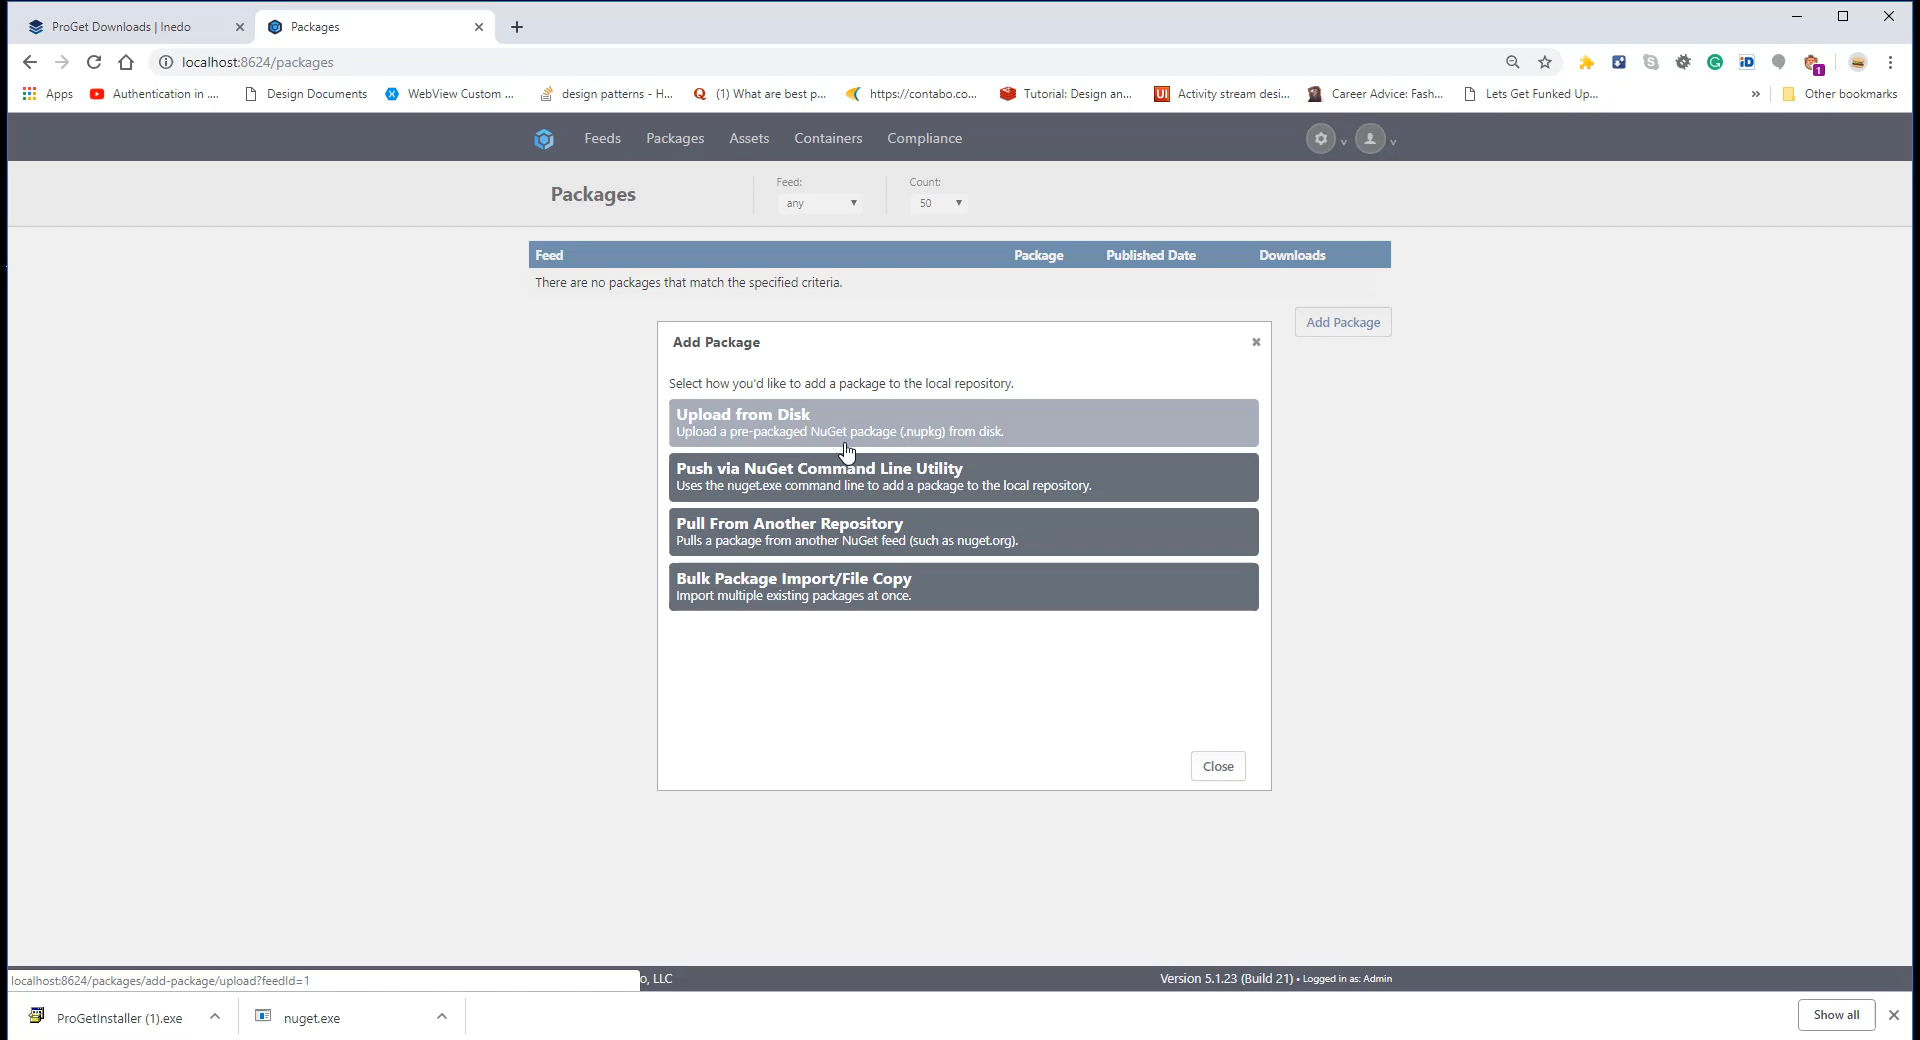 ProGet Downloads | Inedo
Packages
localhost:8624/packages
Apps
Authentication in ....
Design Documents
WebView Custom ...
design patterns - H...
(1) What are best p...
https://contabo.co...
Tutorial: Design an...
Activity stream desi...
Career Advice: Fash...
Lets Get Funked Up...
»
Other bookmarks
Feeds
Packages
Assets
Containers
Compliance
Packages
Feed:
any
Count:
50
Feed
Package
Published Date
Downloads
There are no packages that match the specified criteria.
Add Package
Add Package
Select how you'd like to add a package to the local repository.
Upload from Disk
Upload a pre-packaged NuGet package (.nupkg) from disk.
Push via NuGet Command Line Utility
Uses the nuget.exe command line to add a package to the local repository.
Pull From Another Repository
Pulls a package from another NuGet feed (such as nuget.org).
Bulk Package Import/File Copy
Import multiple existing packages at once.
Close
localhost:8624/packages/add-package/upload?feedId=1
o, LLC
Version 5.1.23 (Build 21) • Logged in as: Admin
ProGetInstaller (1).exe
nuget.exe
Show all